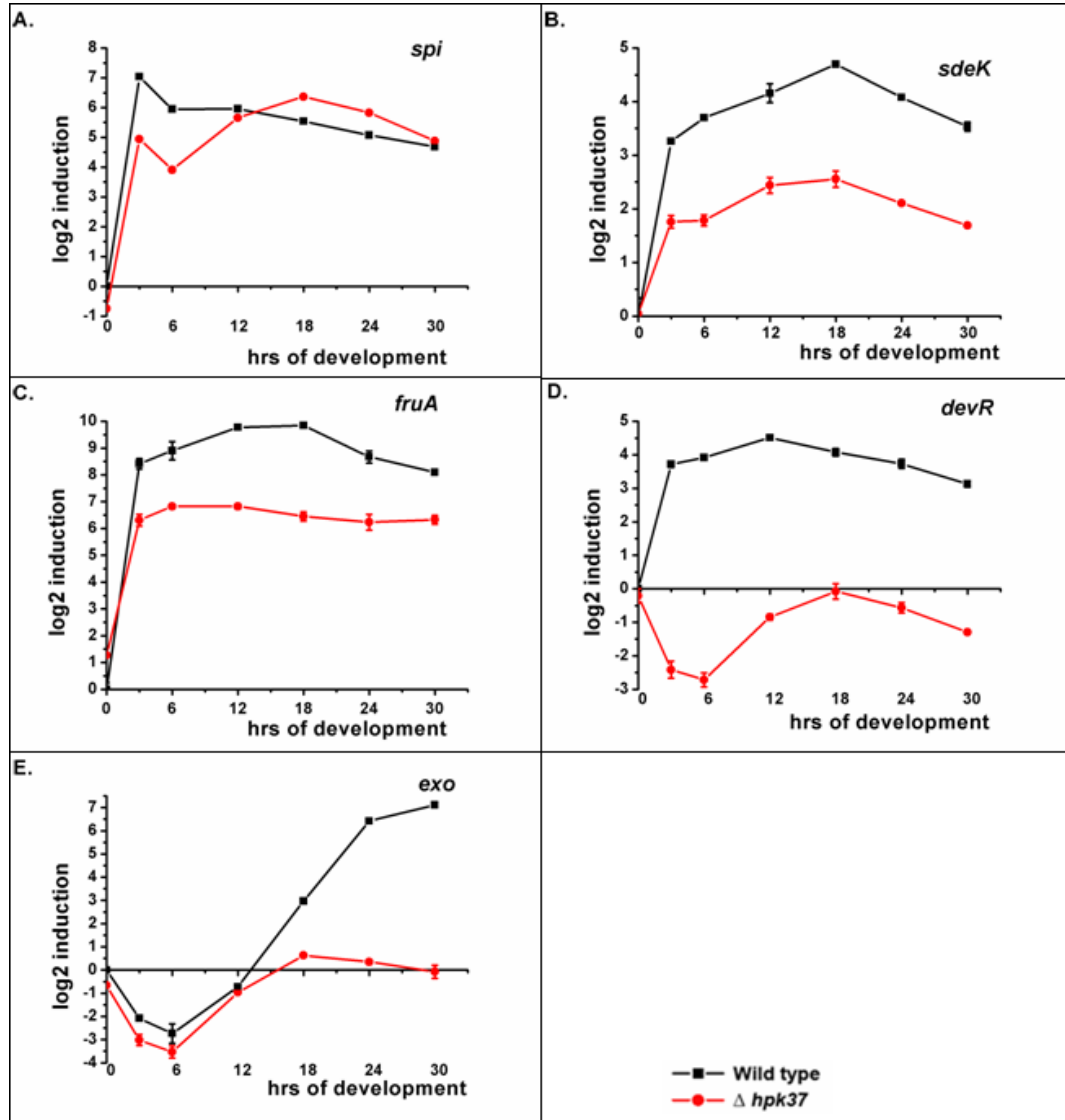 A.
spi
8
7
6
5
4
3
2
1
0
-1
log2 induction
0 6 12 18 24 30
hrs of development
B.
sdeK
5
4
3
2
1
0
log2 induction
0 6 12 18 24 30
hrs of development
C.
fruA
10
9
8
7
6
5
4
3
2
1
0
log2 induction
0 6 12 18 24 30
hrs of development
D.
devR
5
4
3
2
1
0
-1
-2
-3
log2 induction
0 6 12 18 24 30
hrs of development
E.
exo
7
6
5
4
3
2
1
0
-1
-2
-3
-4
log2 induction
0 6 12 18 24 30
hrs of development
Wild type
Δ hpk37